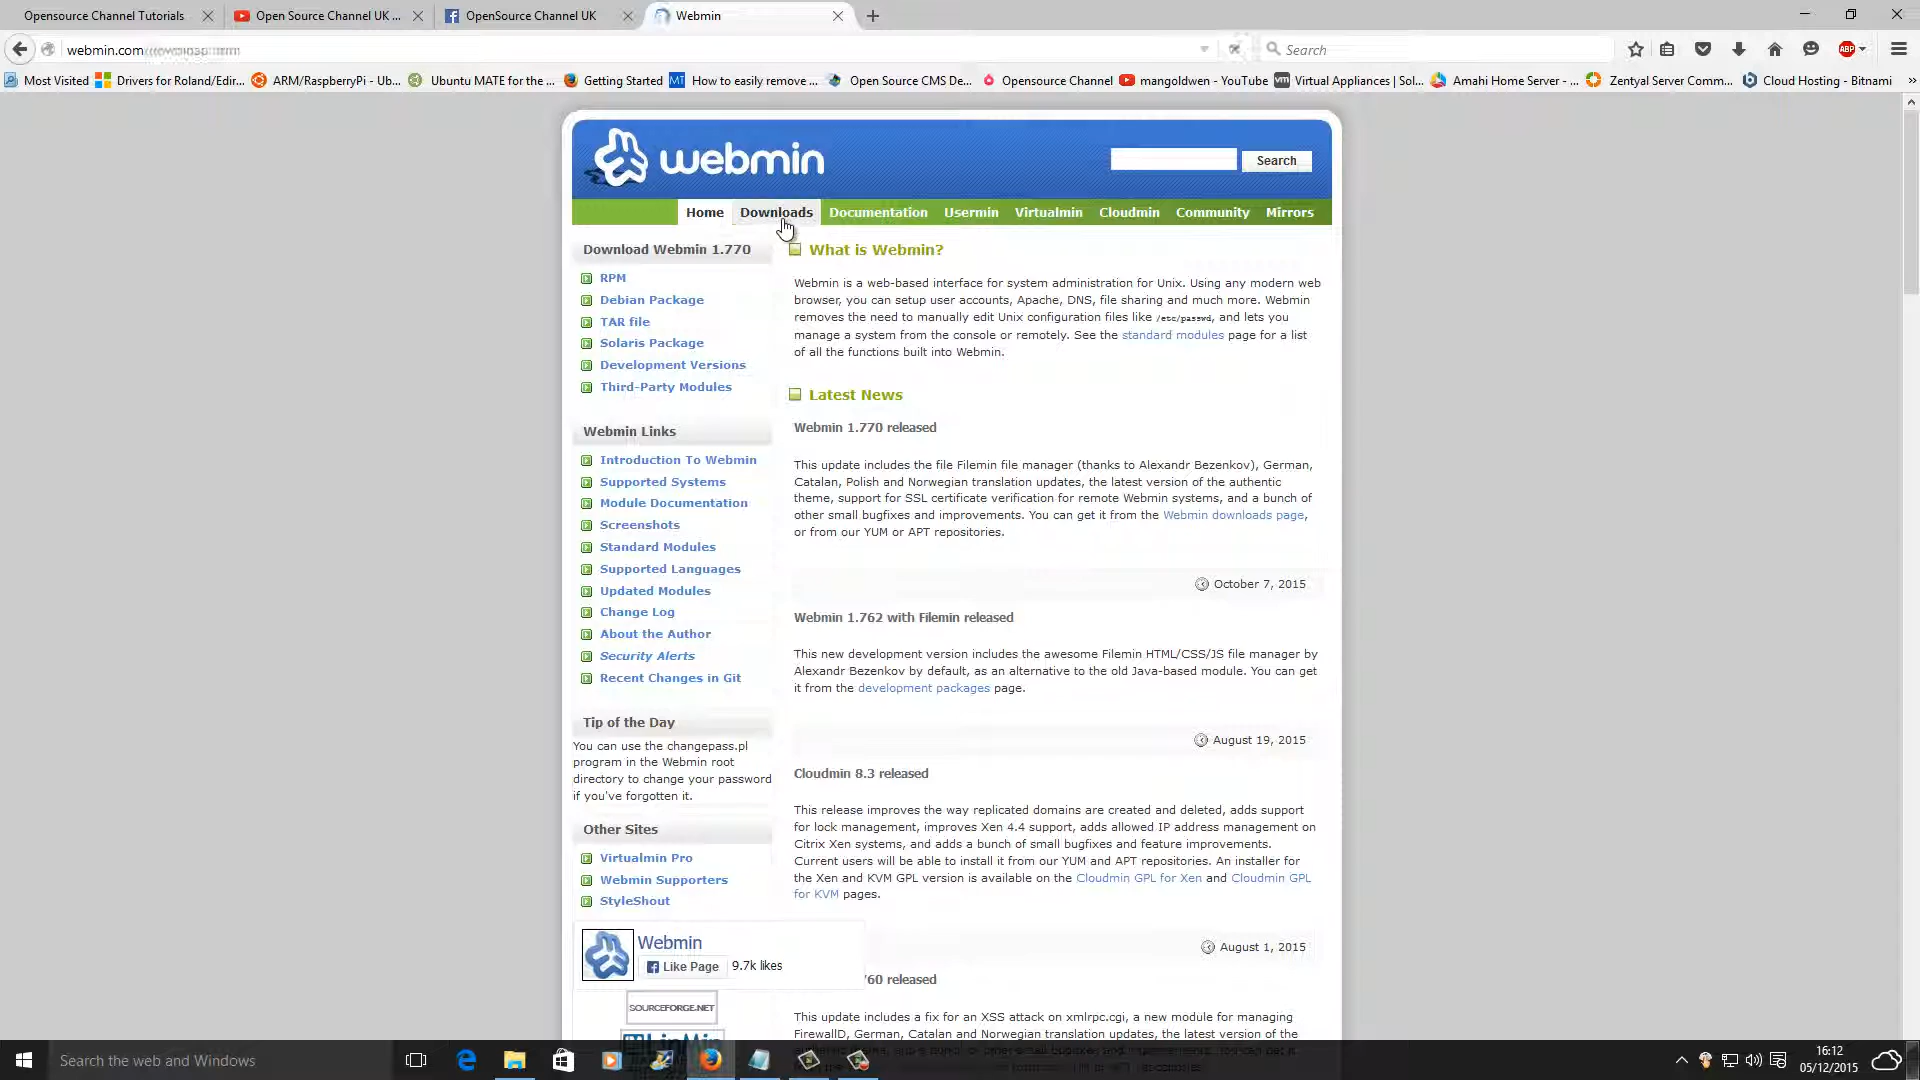 Opensource Channel Tutorials
Open Source Channel UK ...
OpenSource Channel UK
Webmin
webmin.com
Search
Most Visited
Drivers for Roland/Edir...
ARM/RaspberryPi - Ub...
Ubuntu MATE for the ...
Getting Started
MT
How to easily remove ...
Open Source CMS De...
Opensource Channel
mangoldwen - YouTube
vm
Virtual Appliances | Sol...
Amahi Home Server - ...
Zentyal Server Comm...
Cloud Hosting - Bitnami
ABP
webmin
Search
Home
Downloads
Documentation
Usermin
Virtualmin
Cloudmin
Community
Mirrors
Download Webmin 1.770
RPM
Debian Package
TAR file
Solaris Package
Development Versions
Third-Party Modules
Webmin Links
Introduction To Webmin
Supported Systems
Module Documentation
Screenshots
Standard Modules
Supported Languages
Updated Modules
Change Log
About the Author
Security Alerts
Recent Changes in Git
Tip of the Day
You can use the changepass.pl
program in the Webmin root
directory to change your password
if you've forgotten it.
Other Sites
Virtualmin Pro
Webmin Supporters
StyleShout
Webmin
Like Page
9.7k likes
SOURCEFORGE.NET
LinMin
What is Webmin?
Webmin is a web-based interface for system administration for Unix. Using any modern web
browser, you can setup user accounts, Apache, DNS, file sharing and much more. Webmin
removes the need to manually edit Unix configuration files like /etc/passwd, and lets you
manage a system from the console or remotely. See the standard modules page for a list
of all the functions built into Webmin.
Latest News
Webmin 1.770 released
This update includes the file Filemin file manager (thanks to Alexandr Bezenkov), German,
Catalan, Polish and Norwegian translation updates, the latest version of the authentic
theme, support for SSL certificate verification for remote Webmin systems, and a bunch of
other small bugfixes and improvements. You can get it from the Webmin downloads page,
or from our YUM or APT repositories.
October 7, 2015
Webmin 1.762 with Filemin released
This new development version includes the awesome Filemin HTML/CSS/JS file manager by
Alexandr Bezenkov by default, as an alternative to the old Java-based module. You can get
it from the development packages page.
August 19, 2015
Cloudmin 8.3 released
This release improves the way replicated domains are created and deleted, adds support
for lock management, improves Xen 4.4 support, adds allowed IP address management on
Citrix Xen systems, and adds a bunch of small bugfixes and feature improvements.
Current users will be able to install it from our YUM and APT repositories. An installer for
the Xen and KVM GPL version is available on the Cloudmin GPL for Xen and Cloudmin GPL
for KVM pages.
August 1, 2015
60 released
This update includes a fix for an XSS attack on xmlrpc.cgi, a new module for managing
FirewallD, German, Catalan and Norwegian translation updates, the latest version of the
Search the web and Windows
16:12
05/12/2015